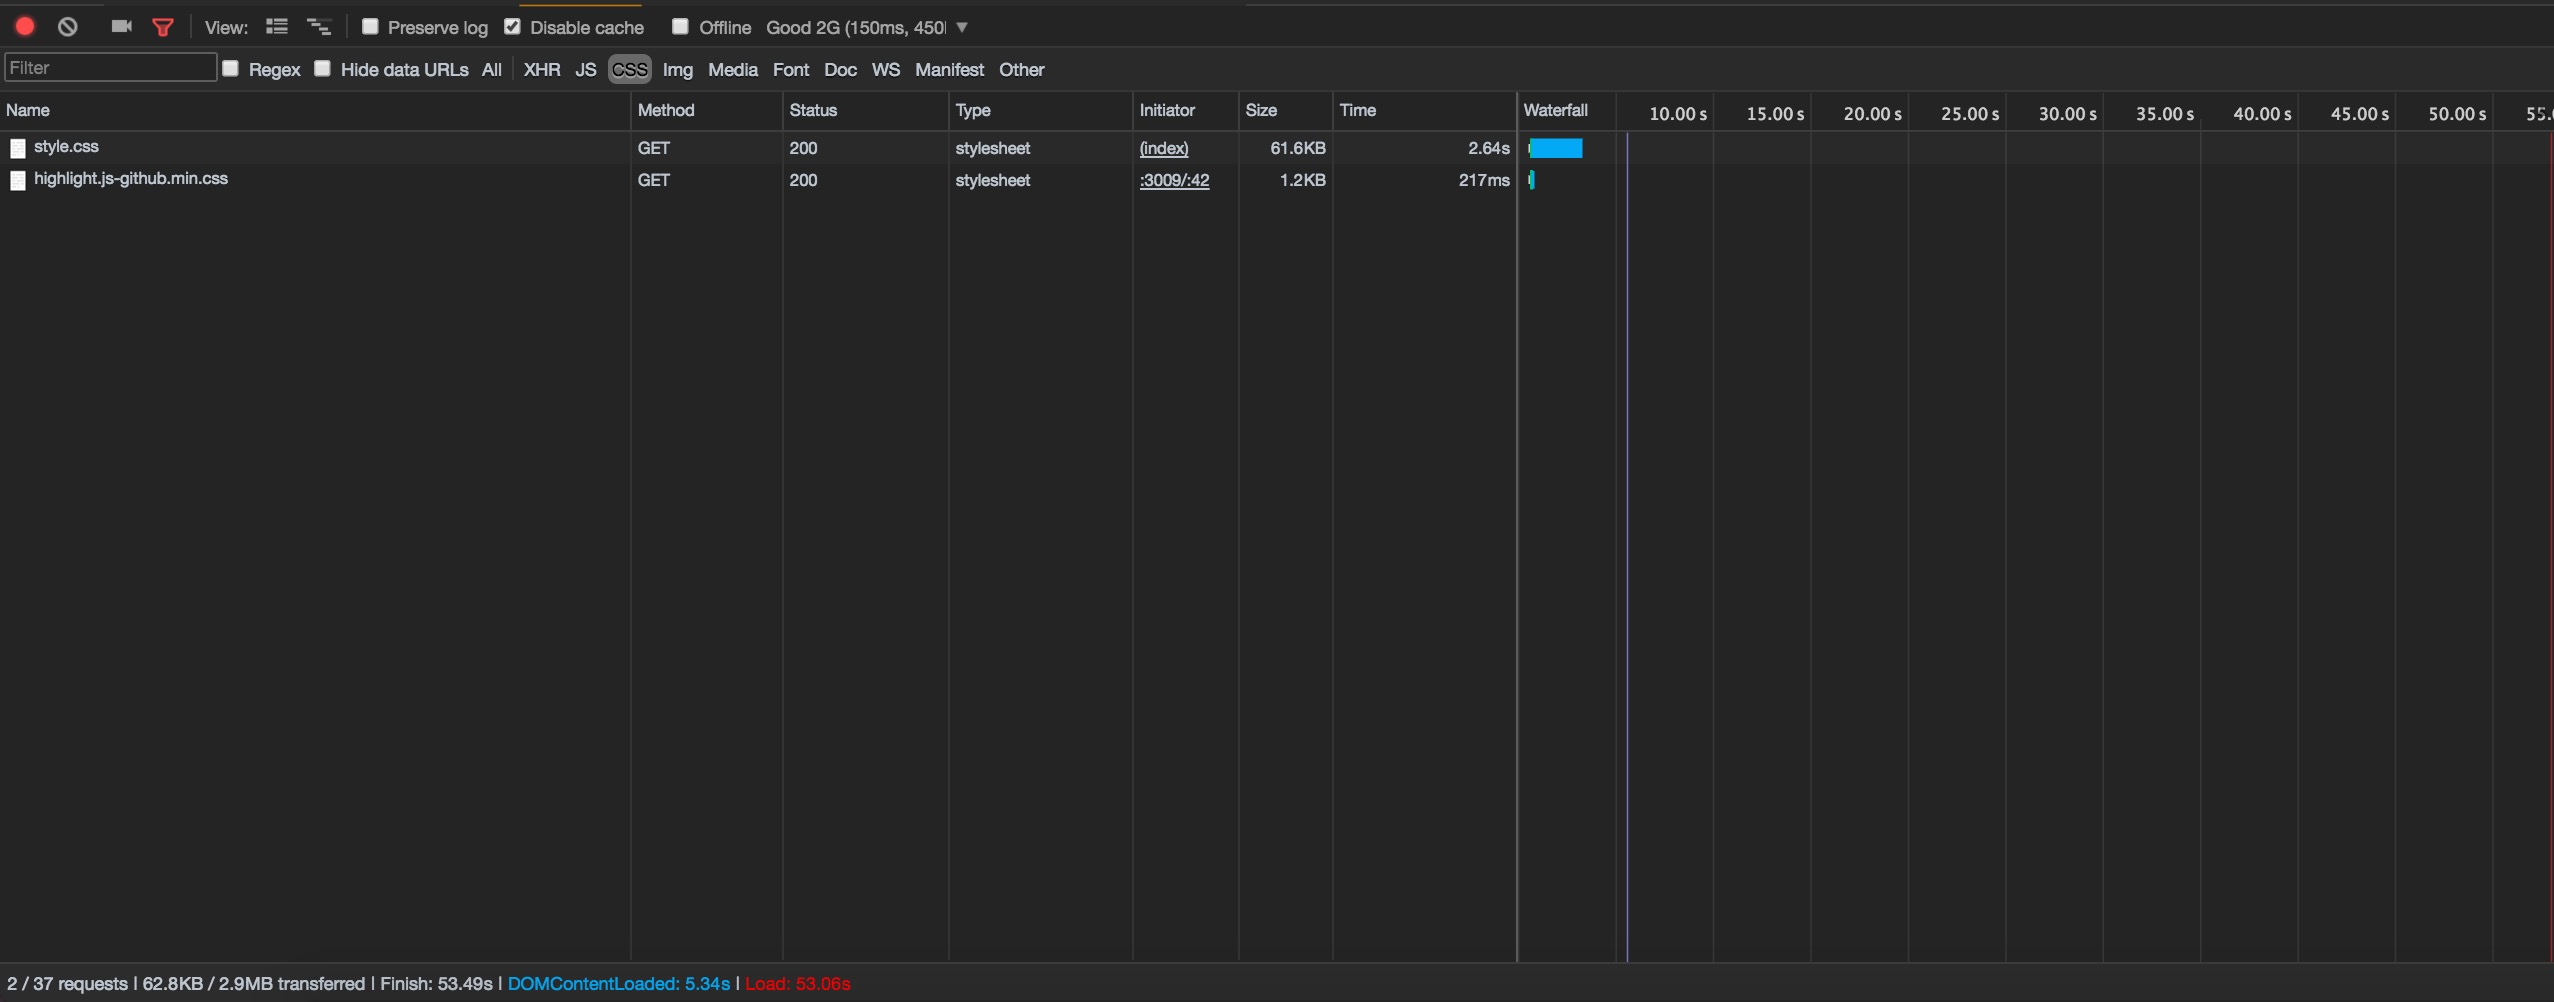 View: Preserve log Disable cache Offline Good 2G (150ms, 450
Filter Regex Hide data URLs All XHR JS CSS Img Media Font Doc WS Manifest Other
Name Method Status Type Initiator Size Time Waterfall 10.00 s 15.00 s 20.00 s 25.00 s 30.00 s 35.00 s 40.00 s 45.00 s 50.00 s 55.
style.css GET 200 stylesheet (index) 61.6KB 2.64s
highlight.js-github.min.css GET 200 stylesheet :3009/:42 1.2KB 217ms
2 / 37 requests | 62.8KB / 2.9MB transferred | Finish: 53.49s | DOMContentLoaded: 5.34s | Load: 53.06s